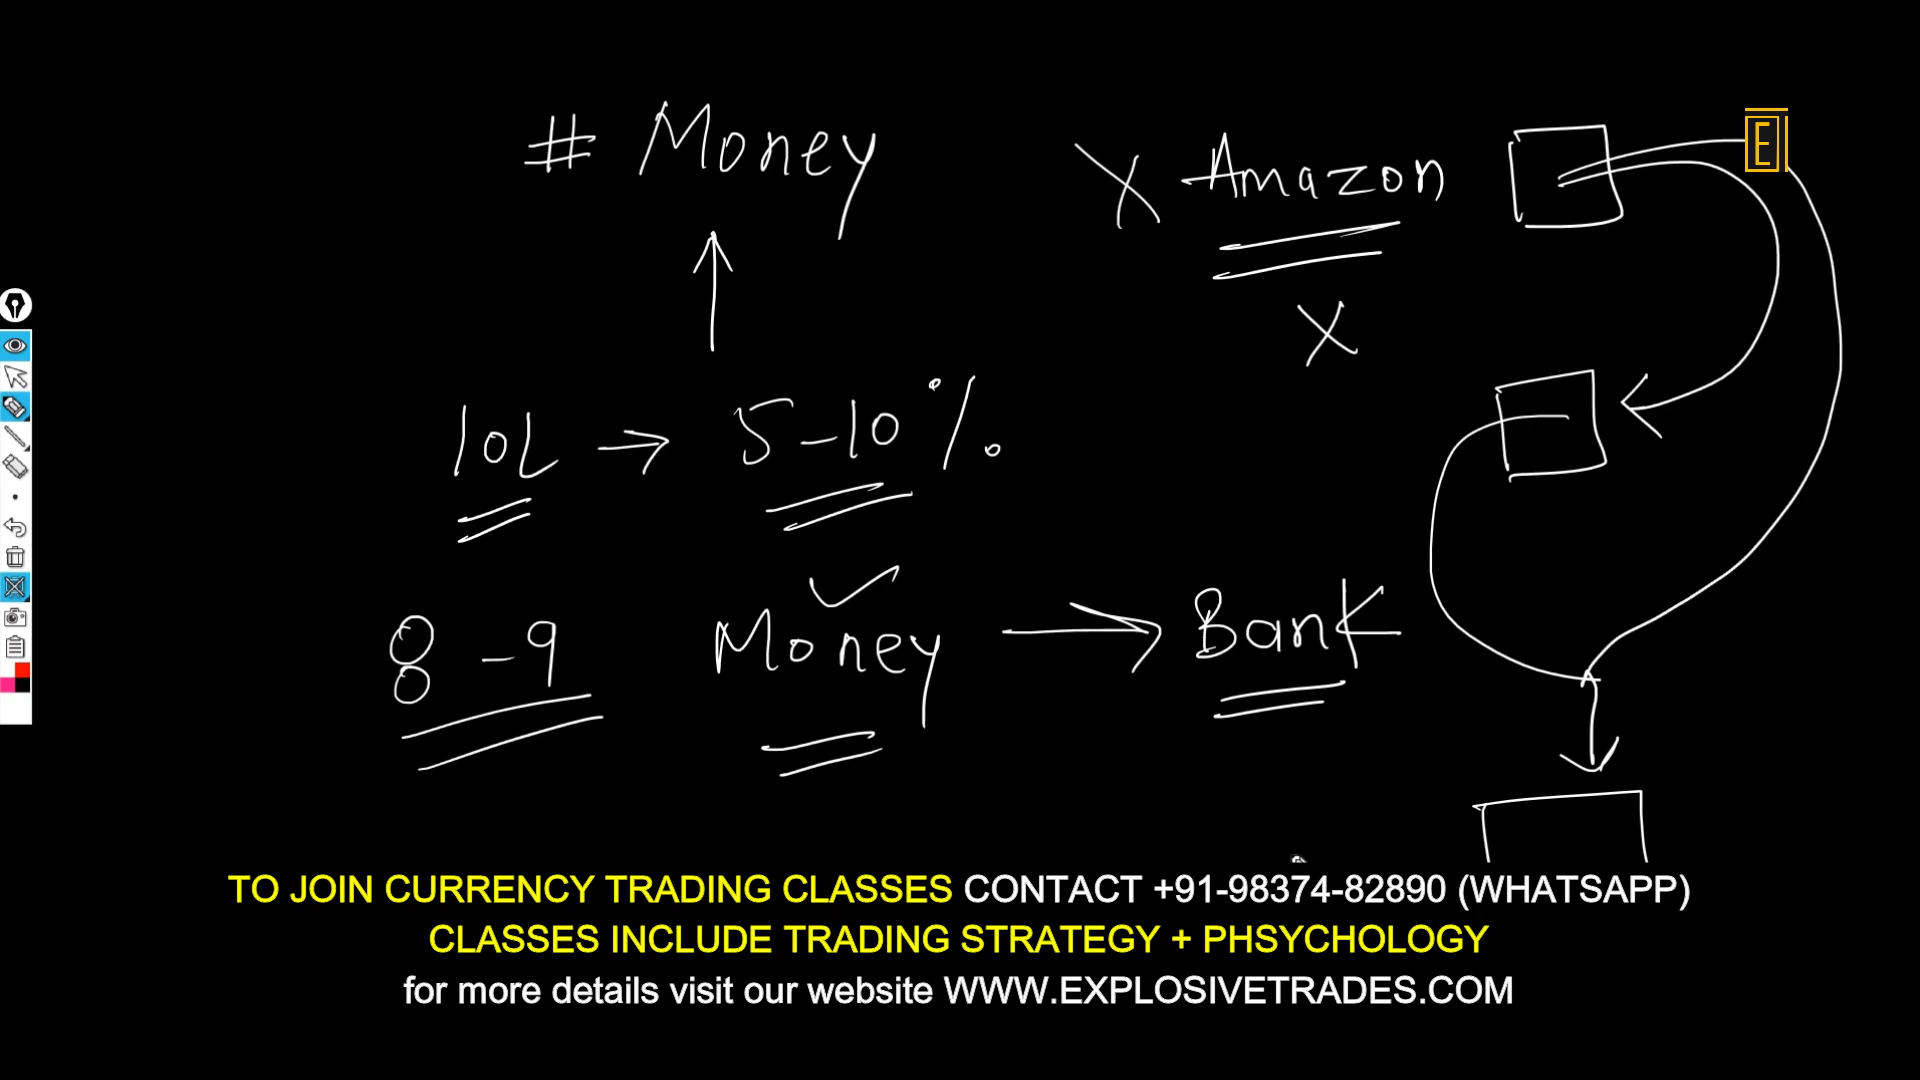 # Money
X Amazon
E
X
10L → 5-10%.
8-9 Money → Bank
TO JOIN CURRENCY TRADING CLASSES CONTACT +91-98374-82890 (WHATSAPP)
CLASSES INCLUDE TRADING STRATEGY + PHSYCHOLOGY
for more details visit our website WWW.EXPLOSIVETRADES.COM